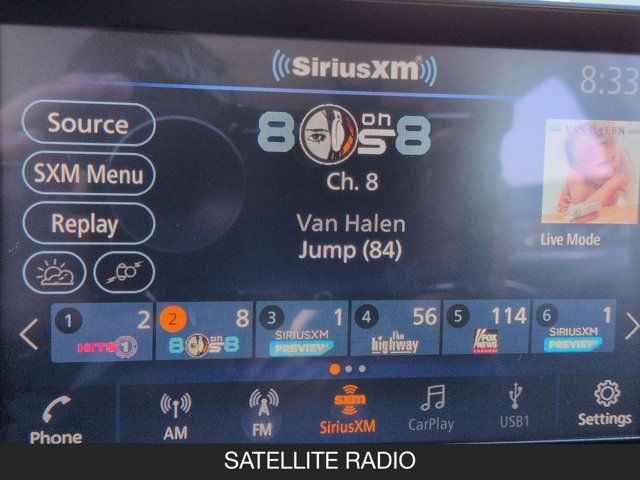 SiriusXM
8:33
Source
8 on 8
80s
Ch. 8
VAN HALEN
SXM Menu
Replay
Van Halen
Jump (84)
Live Mode
1 2 2 8 3 1 4 56 5 114 6 1
HITS 1 80s on 8 SIRIUSXM PREVIEW the highway FOX NEWS SIRIUSXM PREVIEW
Phone AM FM sxm SiriusXM CarPlay USB1 Settings
SATELLITE RADIO